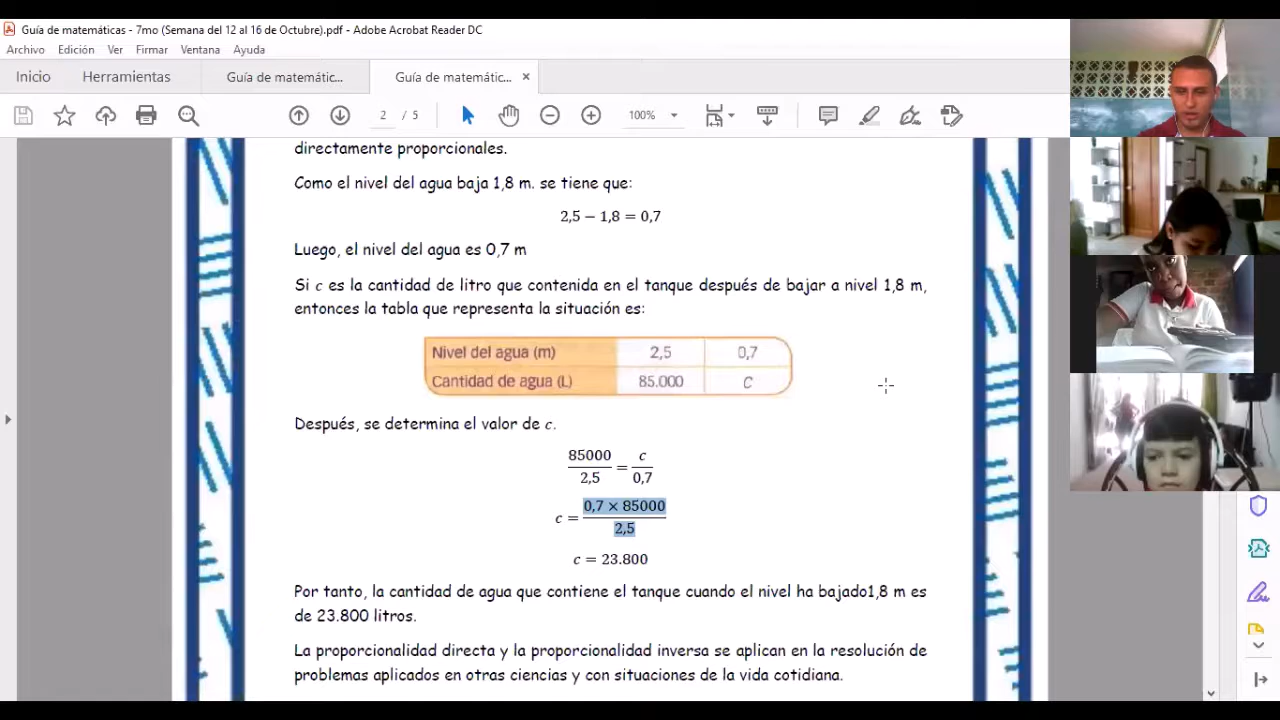 Guía de matemáticas - 7mo (Semana del 12 al 16 de Octubre).pdf - Adobe Acrobat Reader DC
Archivo Edición Ver Firmar Ventana Ayuda
Inicio Herramientas Guía de matemátic... Guía de matemátic... ×
2 / 5 100%
directamente proporcionales.
Como el nivel del agua baja 1,8 m. se tiene que:
2,5 − 1,8 = 0,7
Luego, el nivel del agua es 0,7 m
Si c es la cantidad de litro que contenida en el tanque después de bajar a nivel 1,8 m,
entonces la tabla que representa la situación es:
Nivel del agua (m) 2,5 0,7
Cantidad de agua (L) 85.000 C
Después, se determina el valor de c.
85000/2,5 = c/0,7
c = 0,7 × 85000/2,5
c = 23.800
Por tanto, la cantidad de agua que contiene el tanque cuando el nivel ha bajado1,8 m es
de 23.800 litros.
La proporcionalidad directa y la proporcionalidad inversa se aplican en la resolución de
problemas aplicados en otras ciencias y con situaciones de la vida cotidiana.